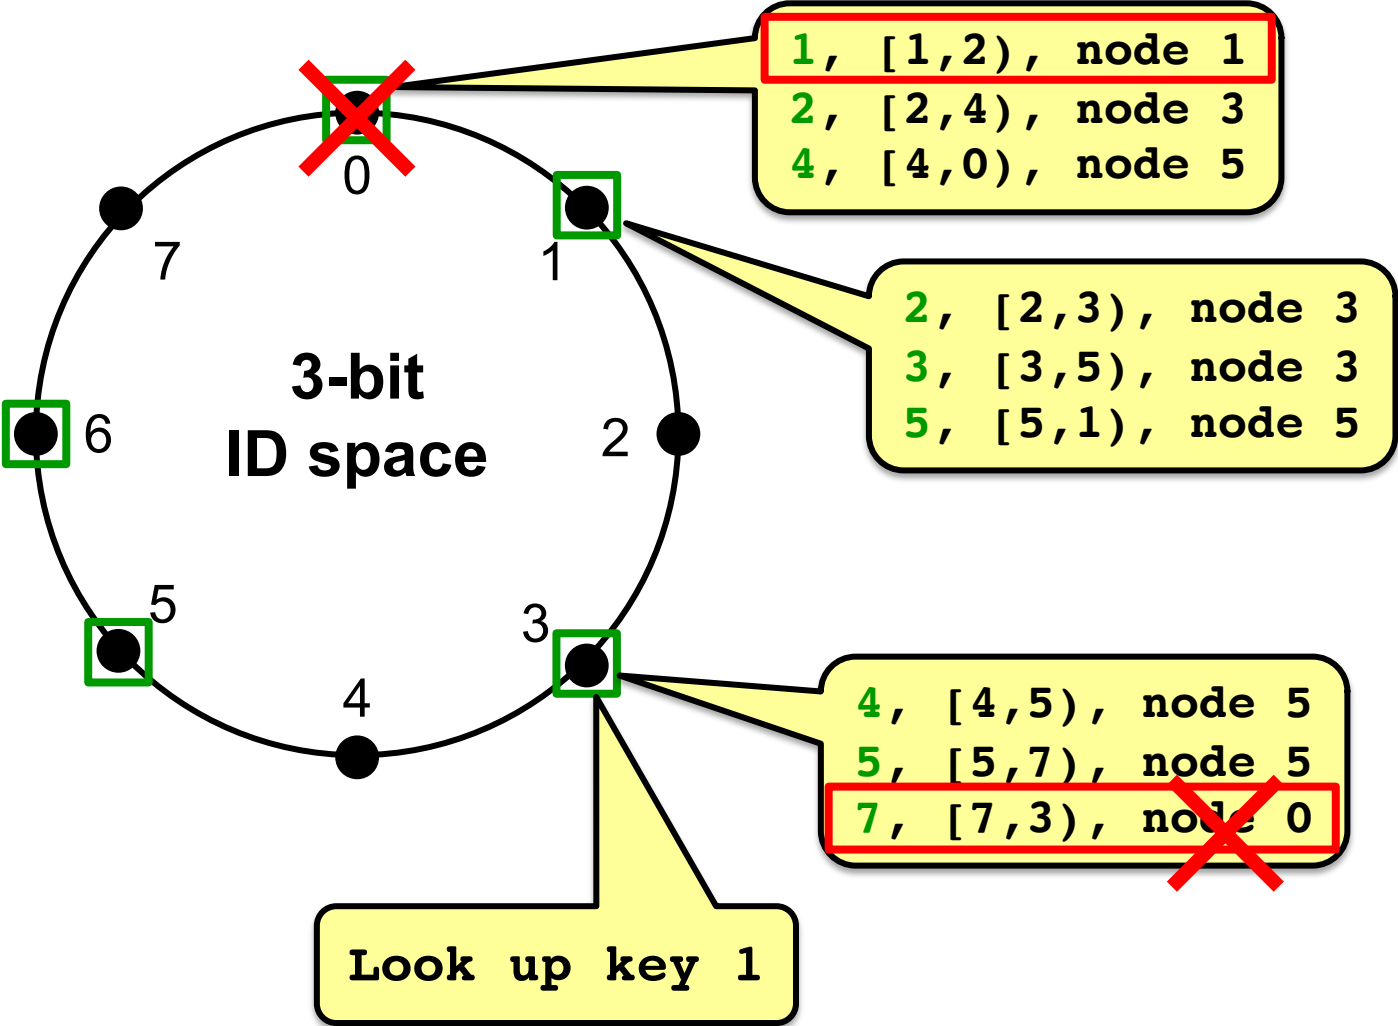 1, [1,2), node 1
2, [2,4), node 3
4, [4,0), node 5
0
7
1
2, [2,3), node 3
3, [3,5), node 3
5, [5,1), node 5
3-bit
ID space
6
2
5
3
4
4, [4,5), node 5
5, [5,7), node 5
7, [7,3), node 0
Look up key 1